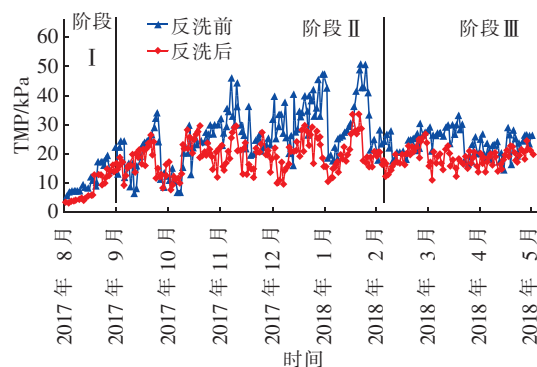 阶段
Ⅰ
反洗前
反洗后
阶段Ⅱ
阶段Ⅲ
TMP/kPa
60
50
40
30
20
10
0
2017年8月
2017年9月
2017年10月
2017年11月
2017年12月
2018年1月
2018年2月
2018年3月
2018年4月
2018年5月
时间